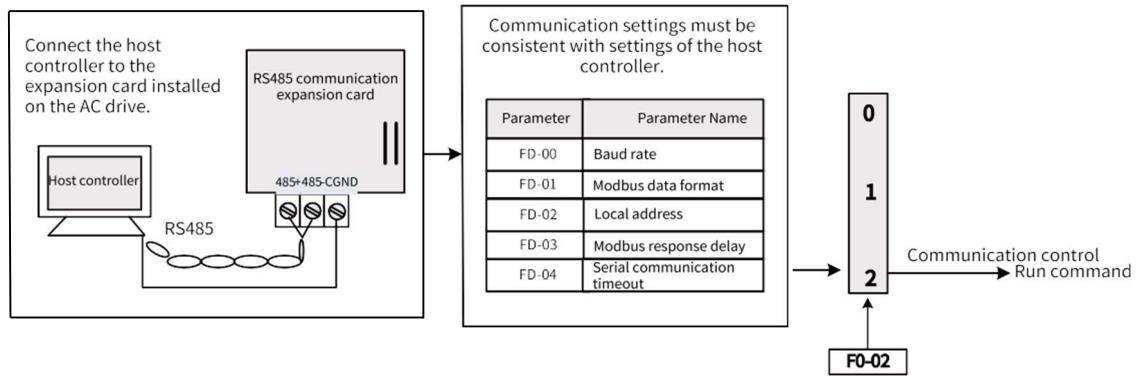 Connect the host
controller to the
expansion card installed
on the AC drive.
RS485 communication
expansion card
Host controller
485+485-CGND
RS485
Communication settings must be
consistent with settings of the host
controller.
Parameter Parameter Name
FD-00 Baud rate
FD-01 Modbus data format
FD-02 Local address
FD-03 Modbus response delay
FD-04 Serial communication
timeout
0
1
2
Communication control
Run command
F0-02